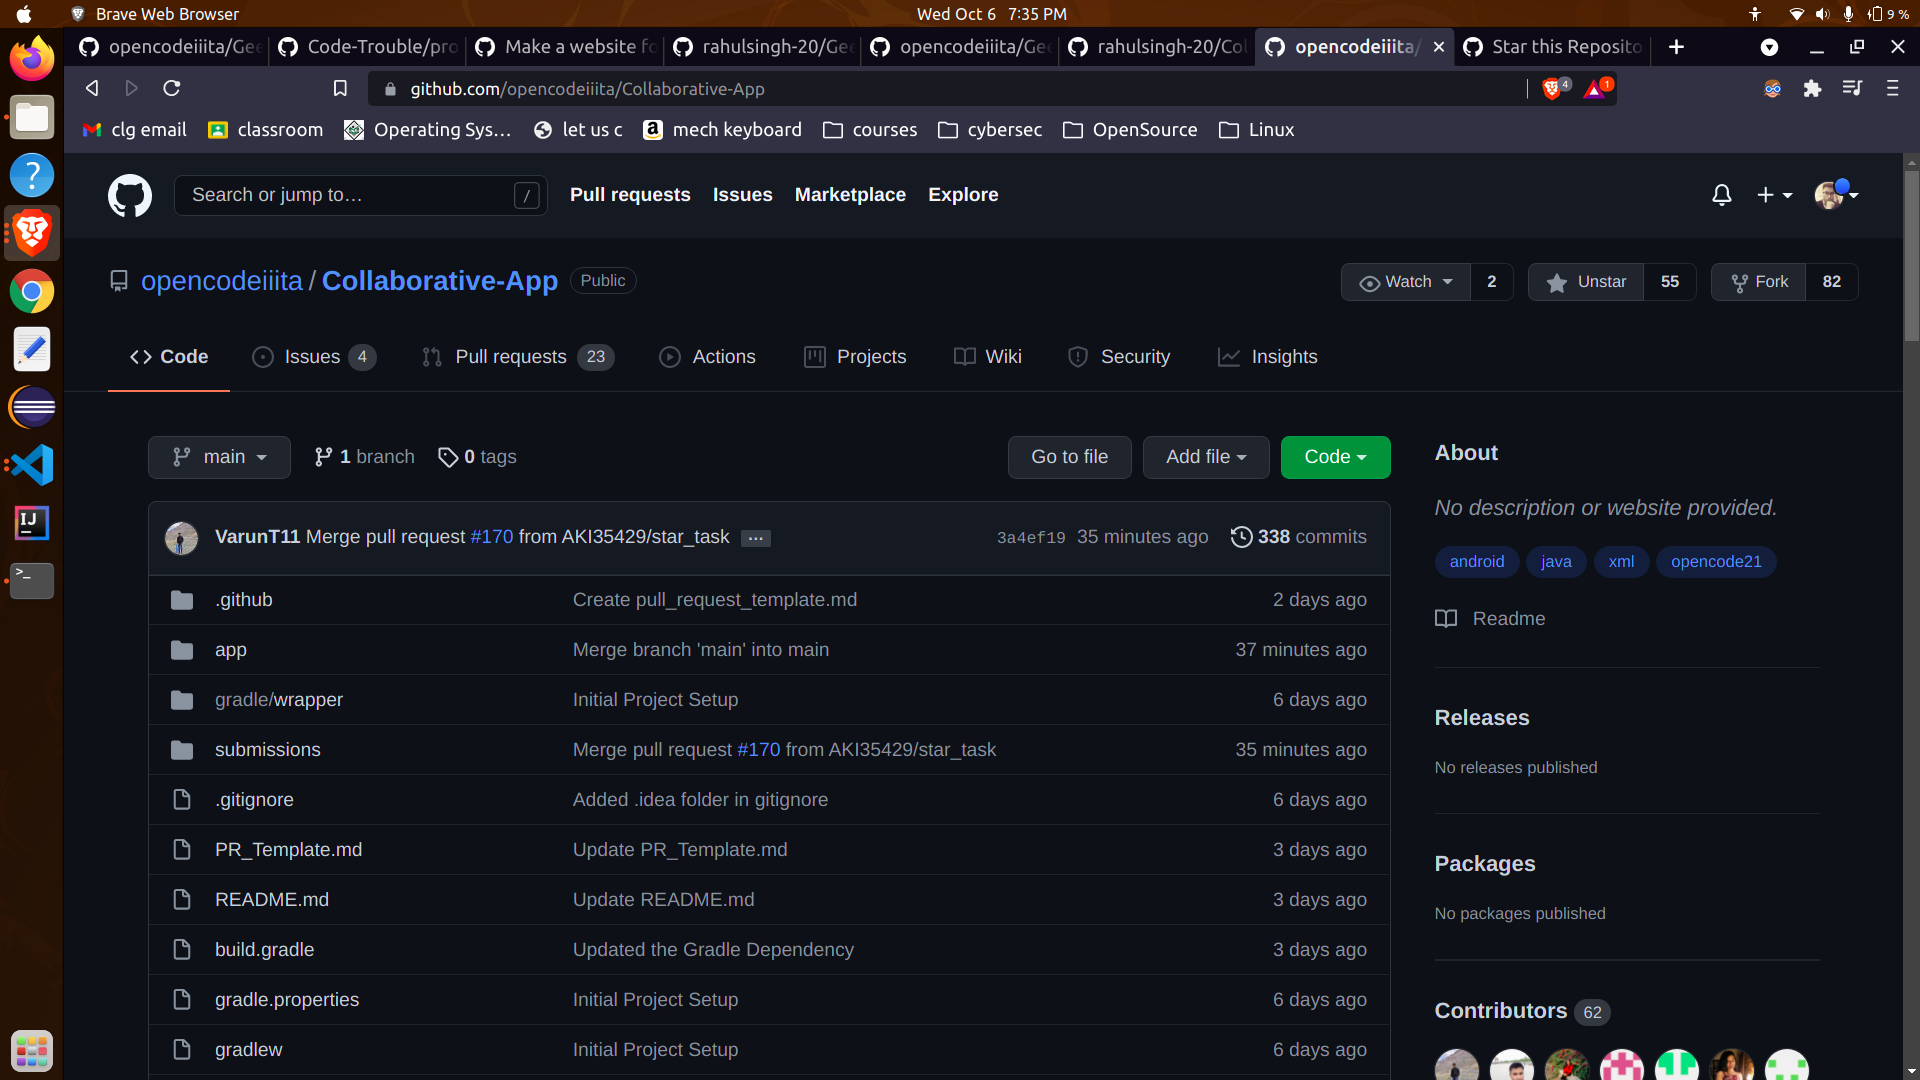 Brave Web Browser Wed Oct 6 7:35 PM 9 %
opencodeiiita/Gee Code-Trouble/pro Make a website fo rahulsingh-20/Gee opencodeiiita/Gee rahulsingh-20/Col opencodeiiita/ Star this Reposito
github.com/opencodeiiita/Collaborative-App 4 1
clg email classroom Operating Sys… let us c mech keyboard courses cybersec OpenSource Linux
Search or jump to… / Pull requests Issues Marketplace Explore
opencodeiiita / Collaborative-App Public Watch 2 Unstar 55 Fork 82
Code Issues 4 Pull requests 23 Actions Projects Wiki Security Insights
main 1 branch 0 tags Go to file Add file Code
VarunT11 Merge pull request #170 from AKI35429/star_task … 3a4ef19 35 minutes ago 338 commits
.github Create pull_request_template.md 2 days ago
app Merge branch 'main' into main 37 minutes ago
gradle/wrapper Initial Project Setup 6 days ago
submissions Merge pull request #170 from AKI35429/star_task 35 minutes ago
.gitignore Added .idea folder in gitignore 6 days ago
PR_Template.md Update PR_Template.md 3 days ago
README.md Update README.md 3 days ago
build.gradle Updated the Gradle Dependency 3 days ago
gradle.properties Initial Project Setup 6 days ago
gradlew Initial Project Setup 6 days ago
About
No description or website provided.
android java xml opencode21
Readme
Releases
No releases published
Packages
No packages published
Contributors 62